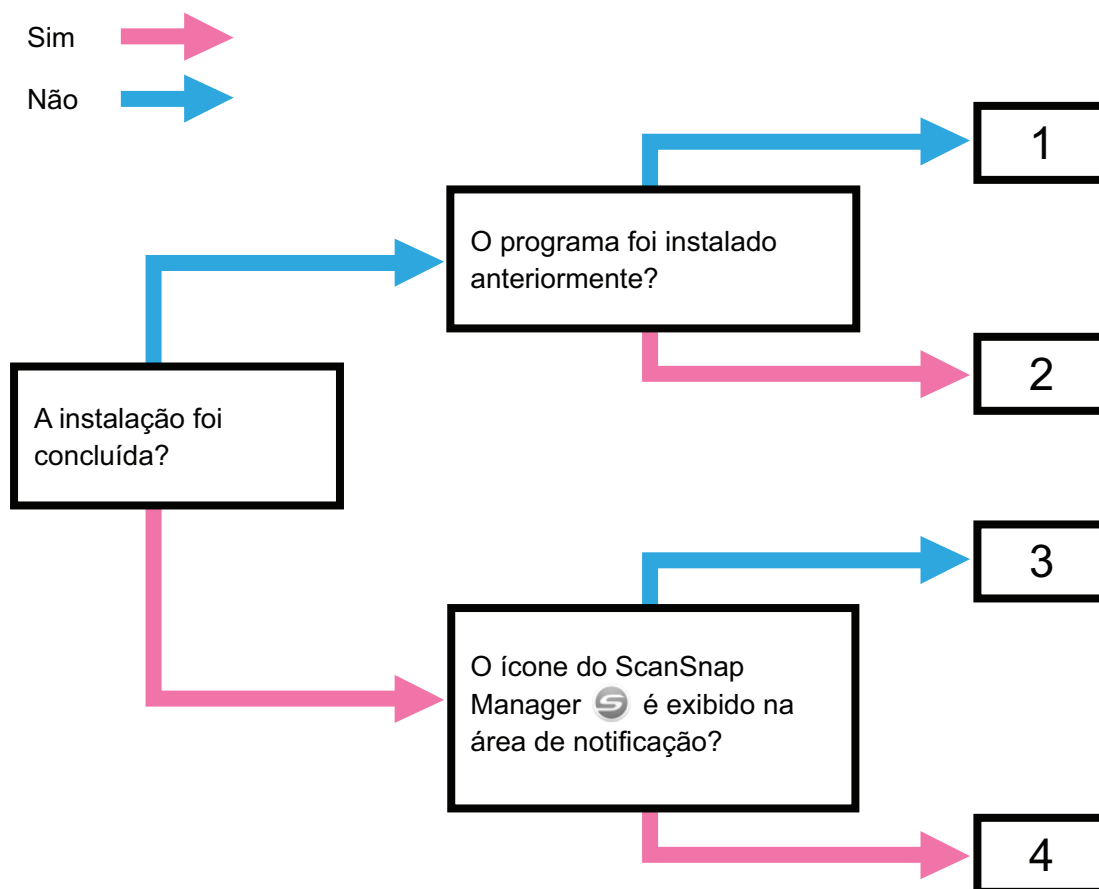 Sim
Não
1
O programa foi instalado
anteriormente?
2
A instalação foi
concluída?
3
O ícone do ScanSnap
Manager é exibido na
área de notificação?
4